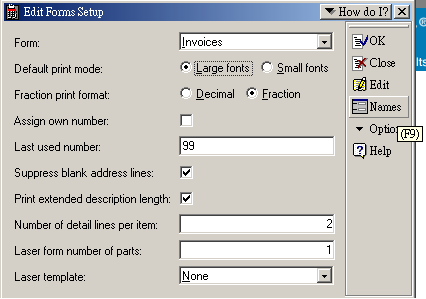 Edit Forms Setup
How do I?
Form: Invoices
Default print mode: Large fonts Small fonts
Fraction print format: Decimal Fraction
Assign own number:
Last used number: 99
Suppress blank address lines:
Print extended description length:
Number of detail lines per item: 2
Laser form number of parts: 1
Laser template: None
OK
Close
Edit
Names
(F9)
Help